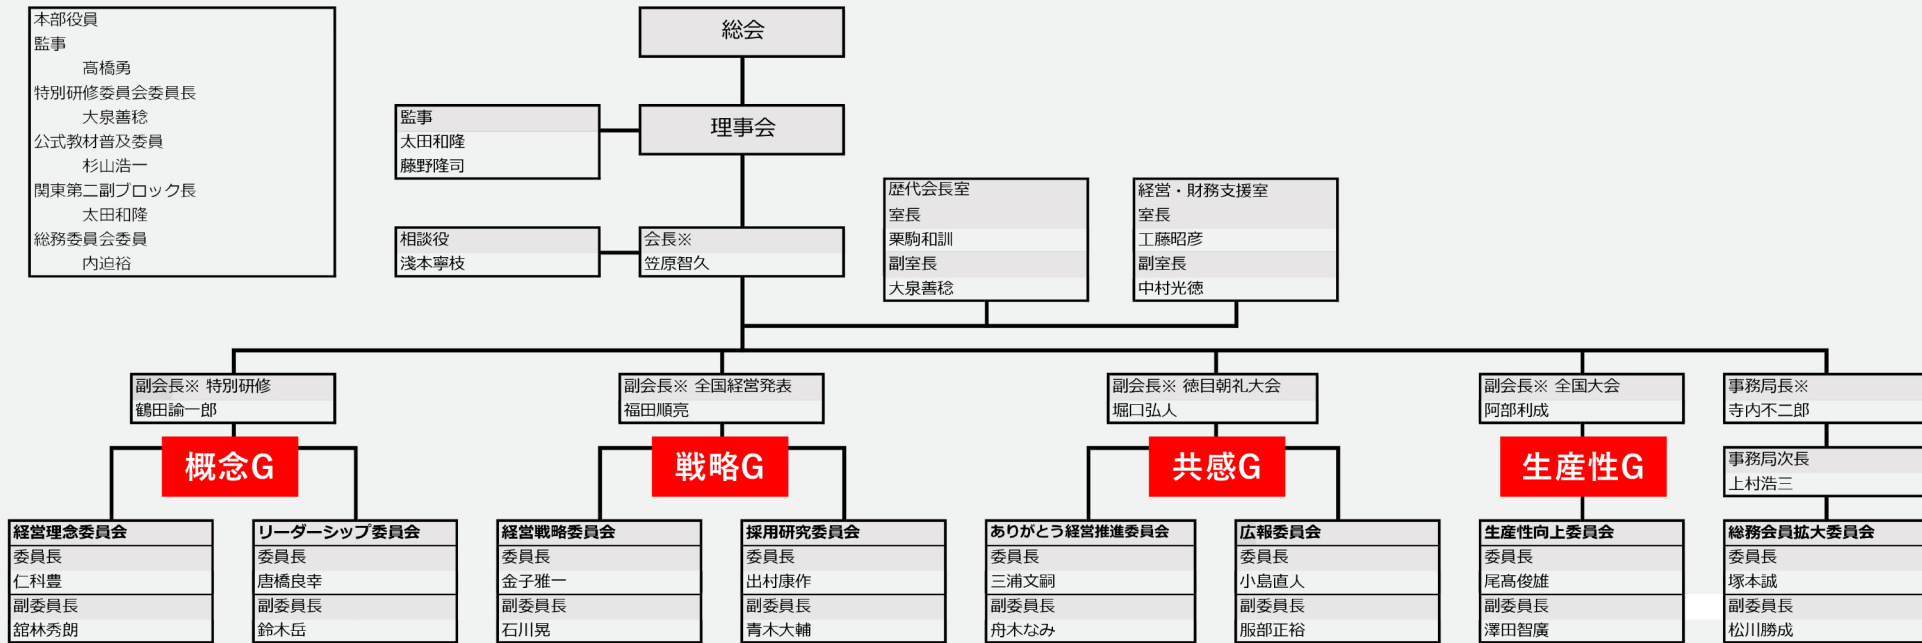 本部役員
監事
高橋勇
特別研修委員会委員長
大泉善稔
公式教材普及委員
杉山浩一
関東第二副ブロック長
太田和隆
総務委員会委員
内迫裕
総会
監事
太田和隆
藤野隆司
理事会
相談役
淺本寧枝
会長※
笠原智久
歴代会長室
室長
栗駒和訓
副室長
大泉善稔
経営・財務支援室
室長
工藤昭彦
副室長
中村光徳
副会長※ 特別研修
鶴田諭一郎
副会長※ 全国経営発表
福田順亮
副会長※ 徳目朝礼大会
堀口弘人
副会長※ 全国大会
阿部利成
事務局長※
寺内不二郎
概念G
戦略G
共感G
生産性G
事務局次長
上村浩三
経営理念委員会
委員長
仁科豊
副委員長
舘林秀朗
リーダーシップ委員会
委員長
唐橋良幸
副委員長
鈴木岳
経営戦略委員会
委員長
金子雅一
副委員長
石川晃
採用研究委員会
委員長
出村康作
副委員長
青木大輔
ありがとう経営推進委員会
委員長
三浦文嗣
副委員長
舟木なみ
広報委員会
委員長
小島直人
副委員長
服部正裕
生産性向上委員会
委員長
尾髙俊雄
副委員長
澤田智廣
総務会員拡大委員会
委員長
塚本誠
副委員長
松川勝成